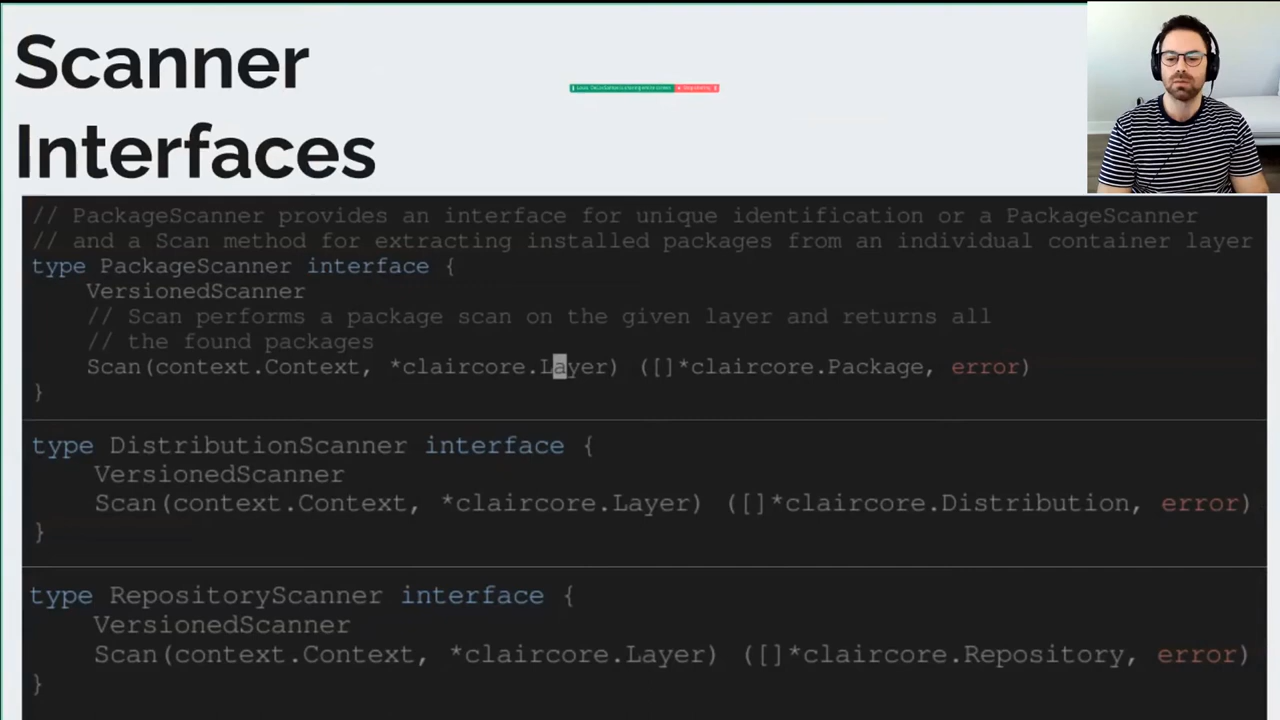 Scanner
Interfaces
// PackageScanner provides an interface for unique identification or a PackageScanner
// and a Scan method for extracting installed packages from an individual container layer
type PackageScanner interface {
VersionedScanner
// Scan performs a package scan on the given layer and returns all
// the found packages
Scan(context.Context, *claircore.Layer) ([]*claircore.Package, error)
}
type DistributionScanner interface {
VersionedScanner
Scan(context.Context, *claircore.Layer) ([]*claircore.Distribution, error)
}
type RepositoryScanner interface {
VersionedScanner
Scan(context.Context, *claircore.Layer) ([]*claircore.Repository, error)
}